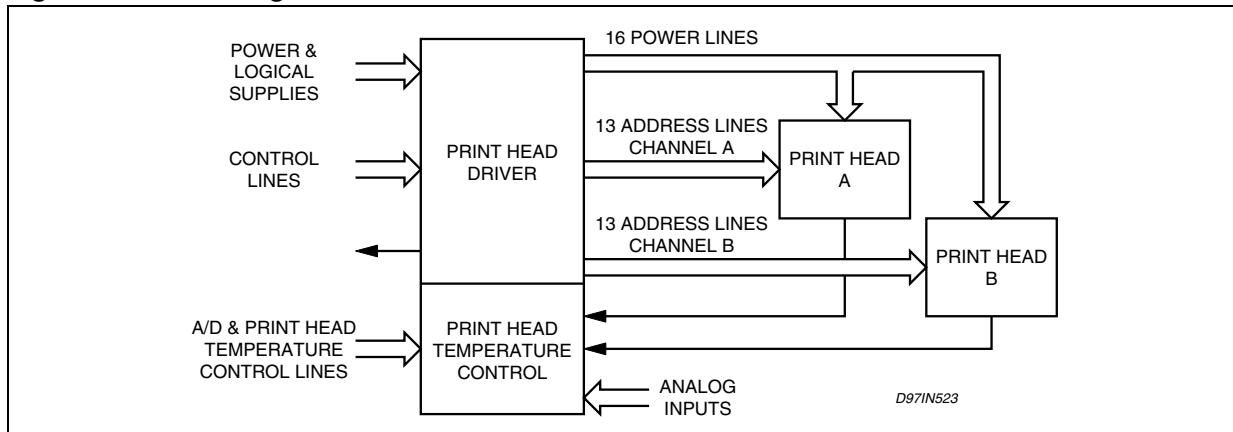 POWER &
LOGICAL
SUPPLIES
CONTROL
LINES
A/D & PRINT HEAD
TEMPERATURE
CONTROL LINES
PRINT HEAD
DRIVER
PRINT HEAD
TEMPERATURE
CONTROL
16 POWER LINES
13 ADDRESS LINES
CHANNEL A
13 ADDRESS LINES
CHANNEL B
PRINT HEAD
A
PRINT HEAD
B
ANALOG
INPUTS
D97IN523